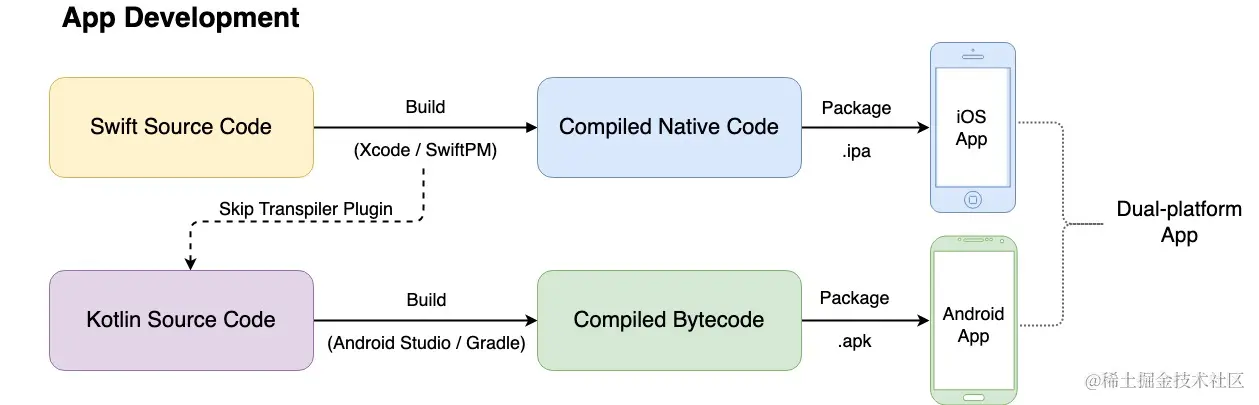 App Development
Swift Source Code
Build
(Xcode / SwiftPM)
Compiled Native Code
Package
.ipa
iOS
App
Skip Transpiler Plugin
Dual-platform
App
Kotlin Source Code
Build
(Android Studio / Gradle)
Compiled Bytecode
Package
.apk
Android
App
@稀土掘金技术社区